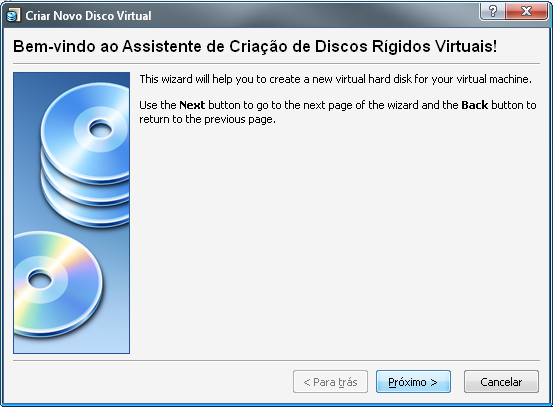 Criar Novo Disco Virtual
?
Bem-vindo ao Assistente de Criação de Discos Rígidos Virtuais!
This wizard will help you to create a new virtual hard disk for your virtual machine.
Use the Next button to go to the next page of the wizard and the Back button to
return to the previous page.
< Para trás
Próximo >
Cancelar